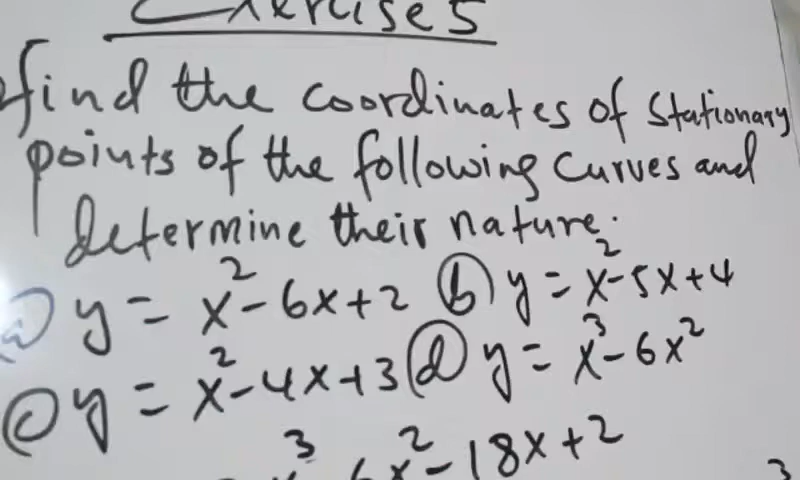 Exercise 5
find the coordinates of stationary
points of the following curves and
determine their nature.
a) y = x² - 6x + 2 (b) y = x² - 5x + 4
(c) y = x² - 4x + 3 (d) y = x³ - 6x²
x³ 6x² - 18x + 2